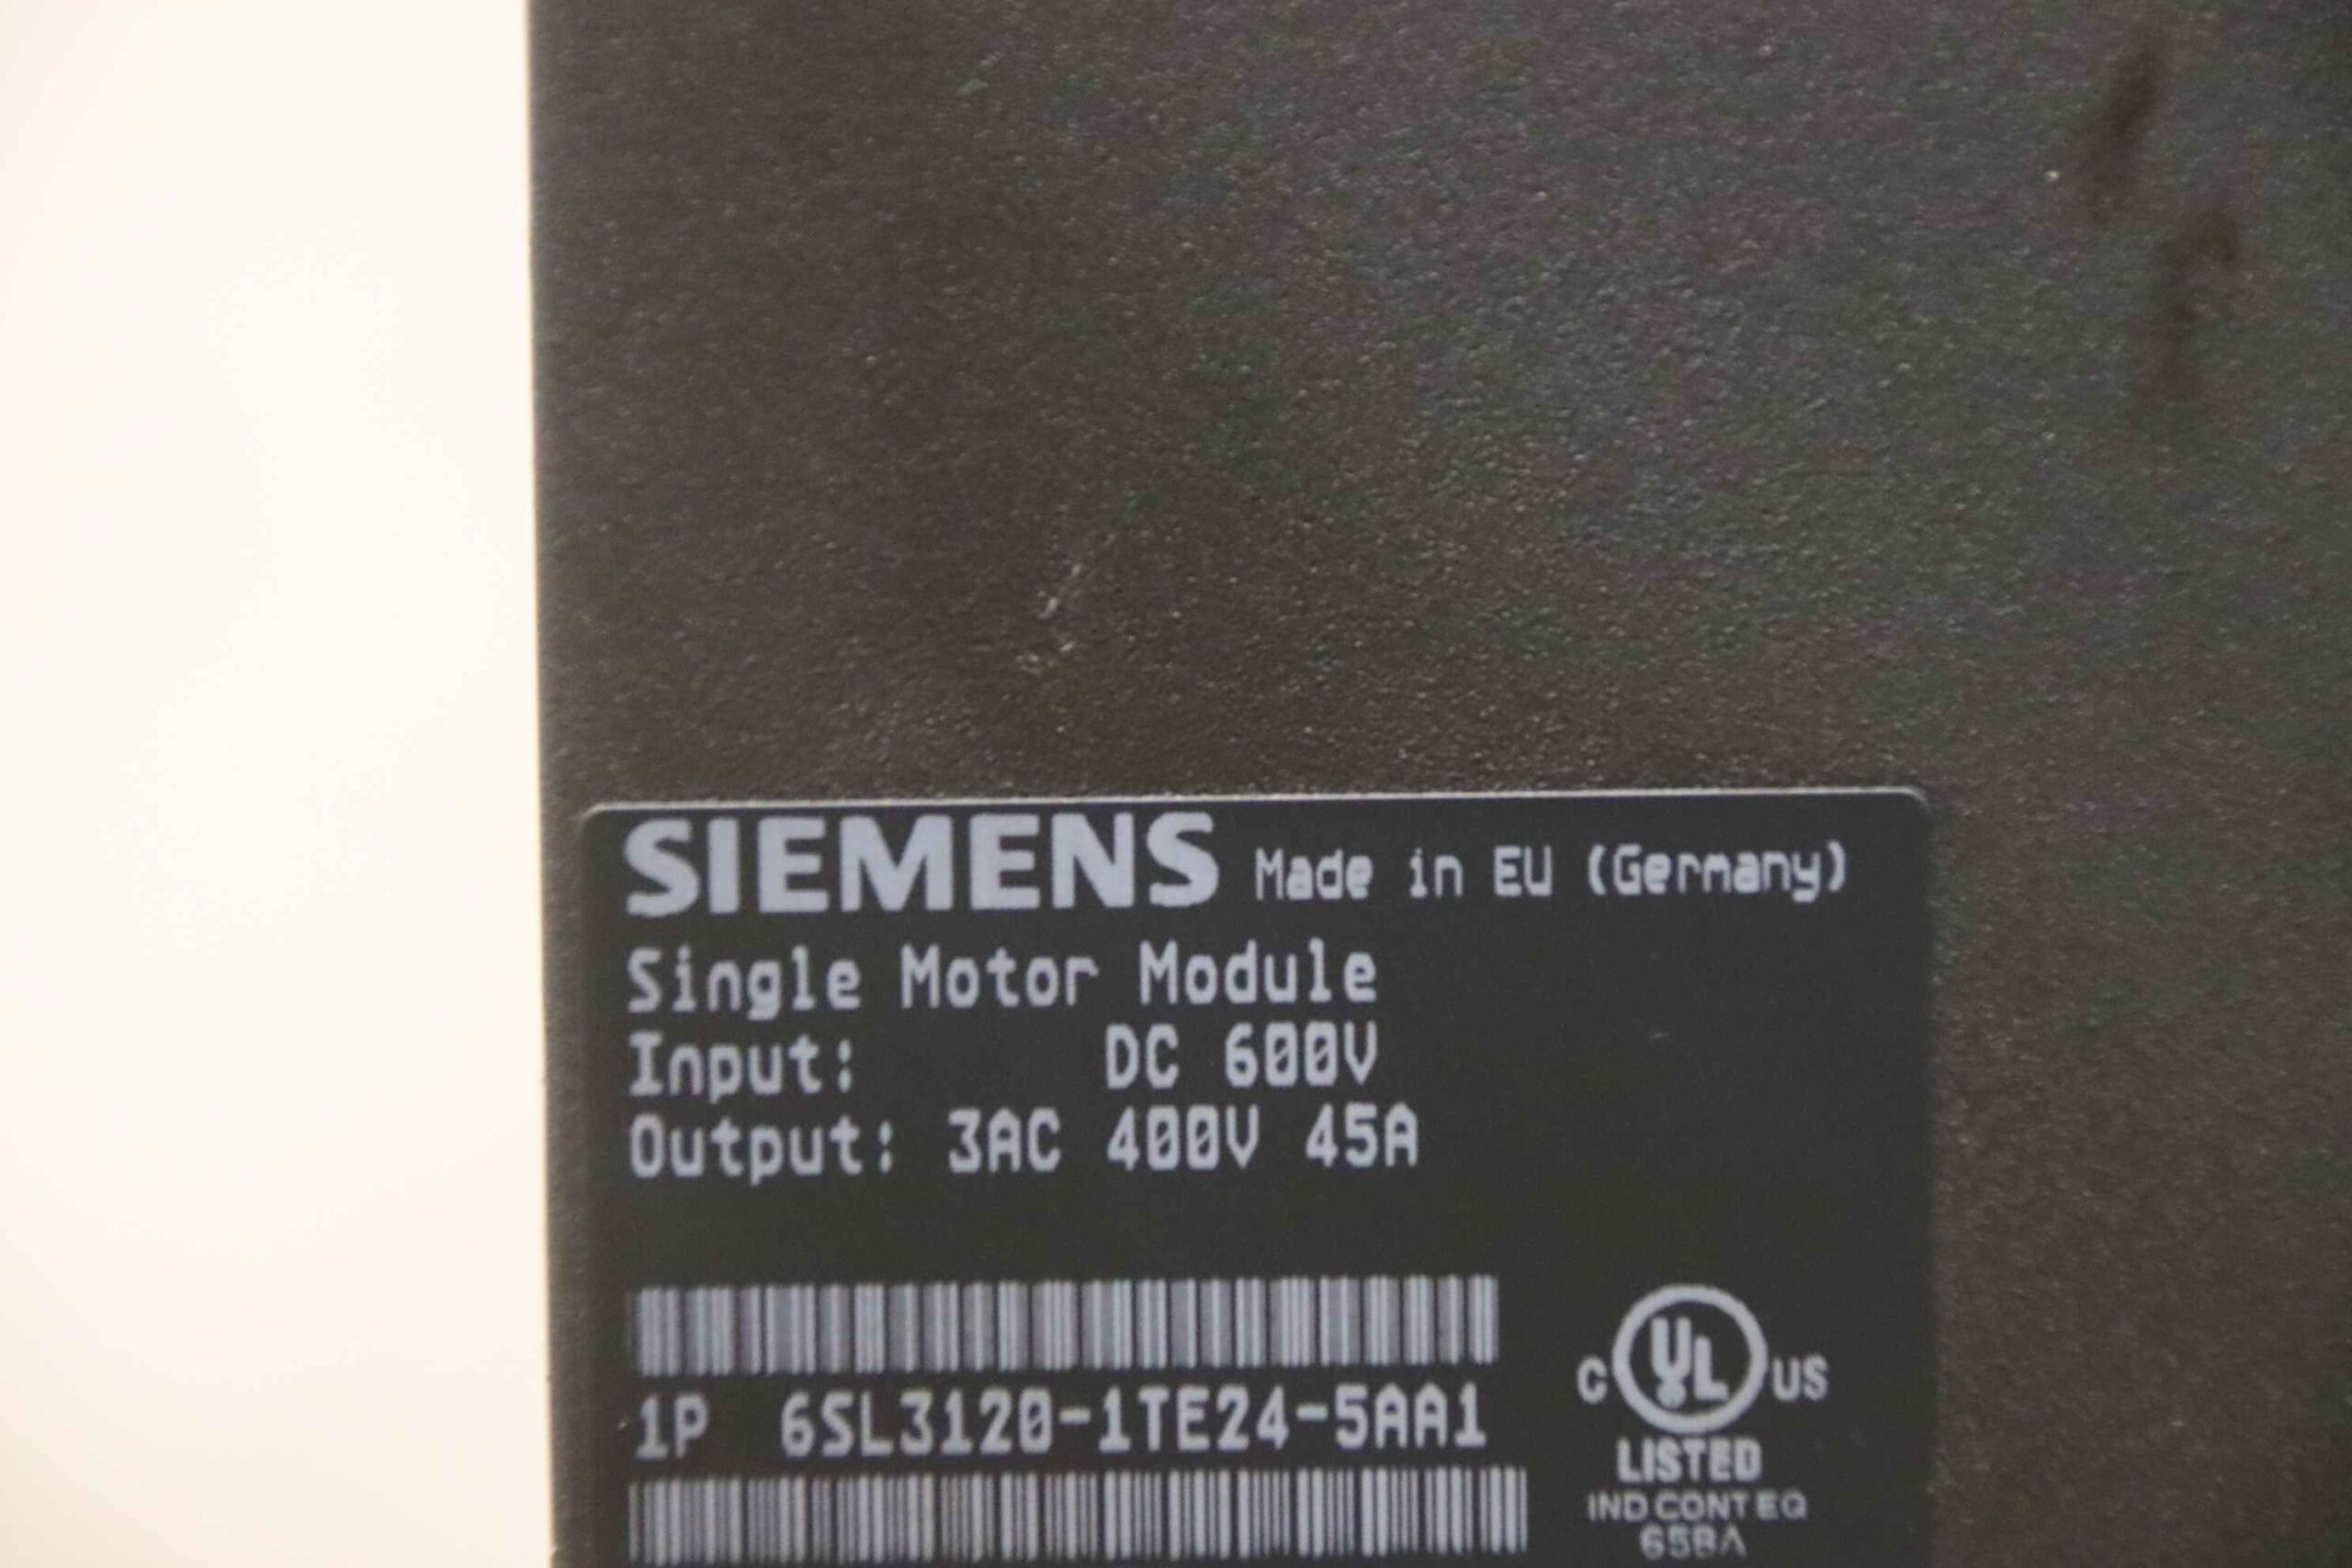 SIEMENS Made in EU (Germany)
Single Motor Module
Input: DC 600V
Output: 3AC 400V 45A
1P 6SL3120-1TE24-5AA1
C UL US
LISTED
IND CONT EQ
65BA